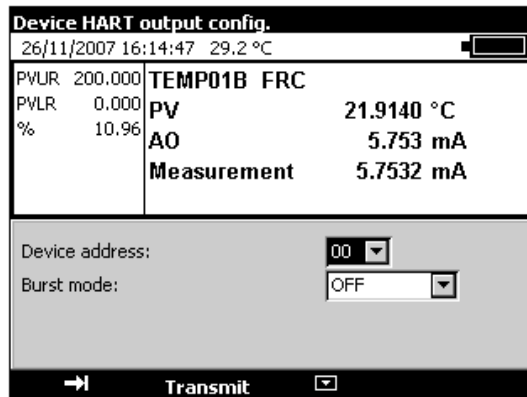 Device HART output config.
26/11/2007 16:14:47 29.2 °C
PVUR 200.000
PVLR 0.000
% 10.96
TEMP01B FRC
PV 21.9140 °C
AO 5.753 mA
Measurement 5.7532 mA
Device address: 00
Burst mode: OFF
Transmit